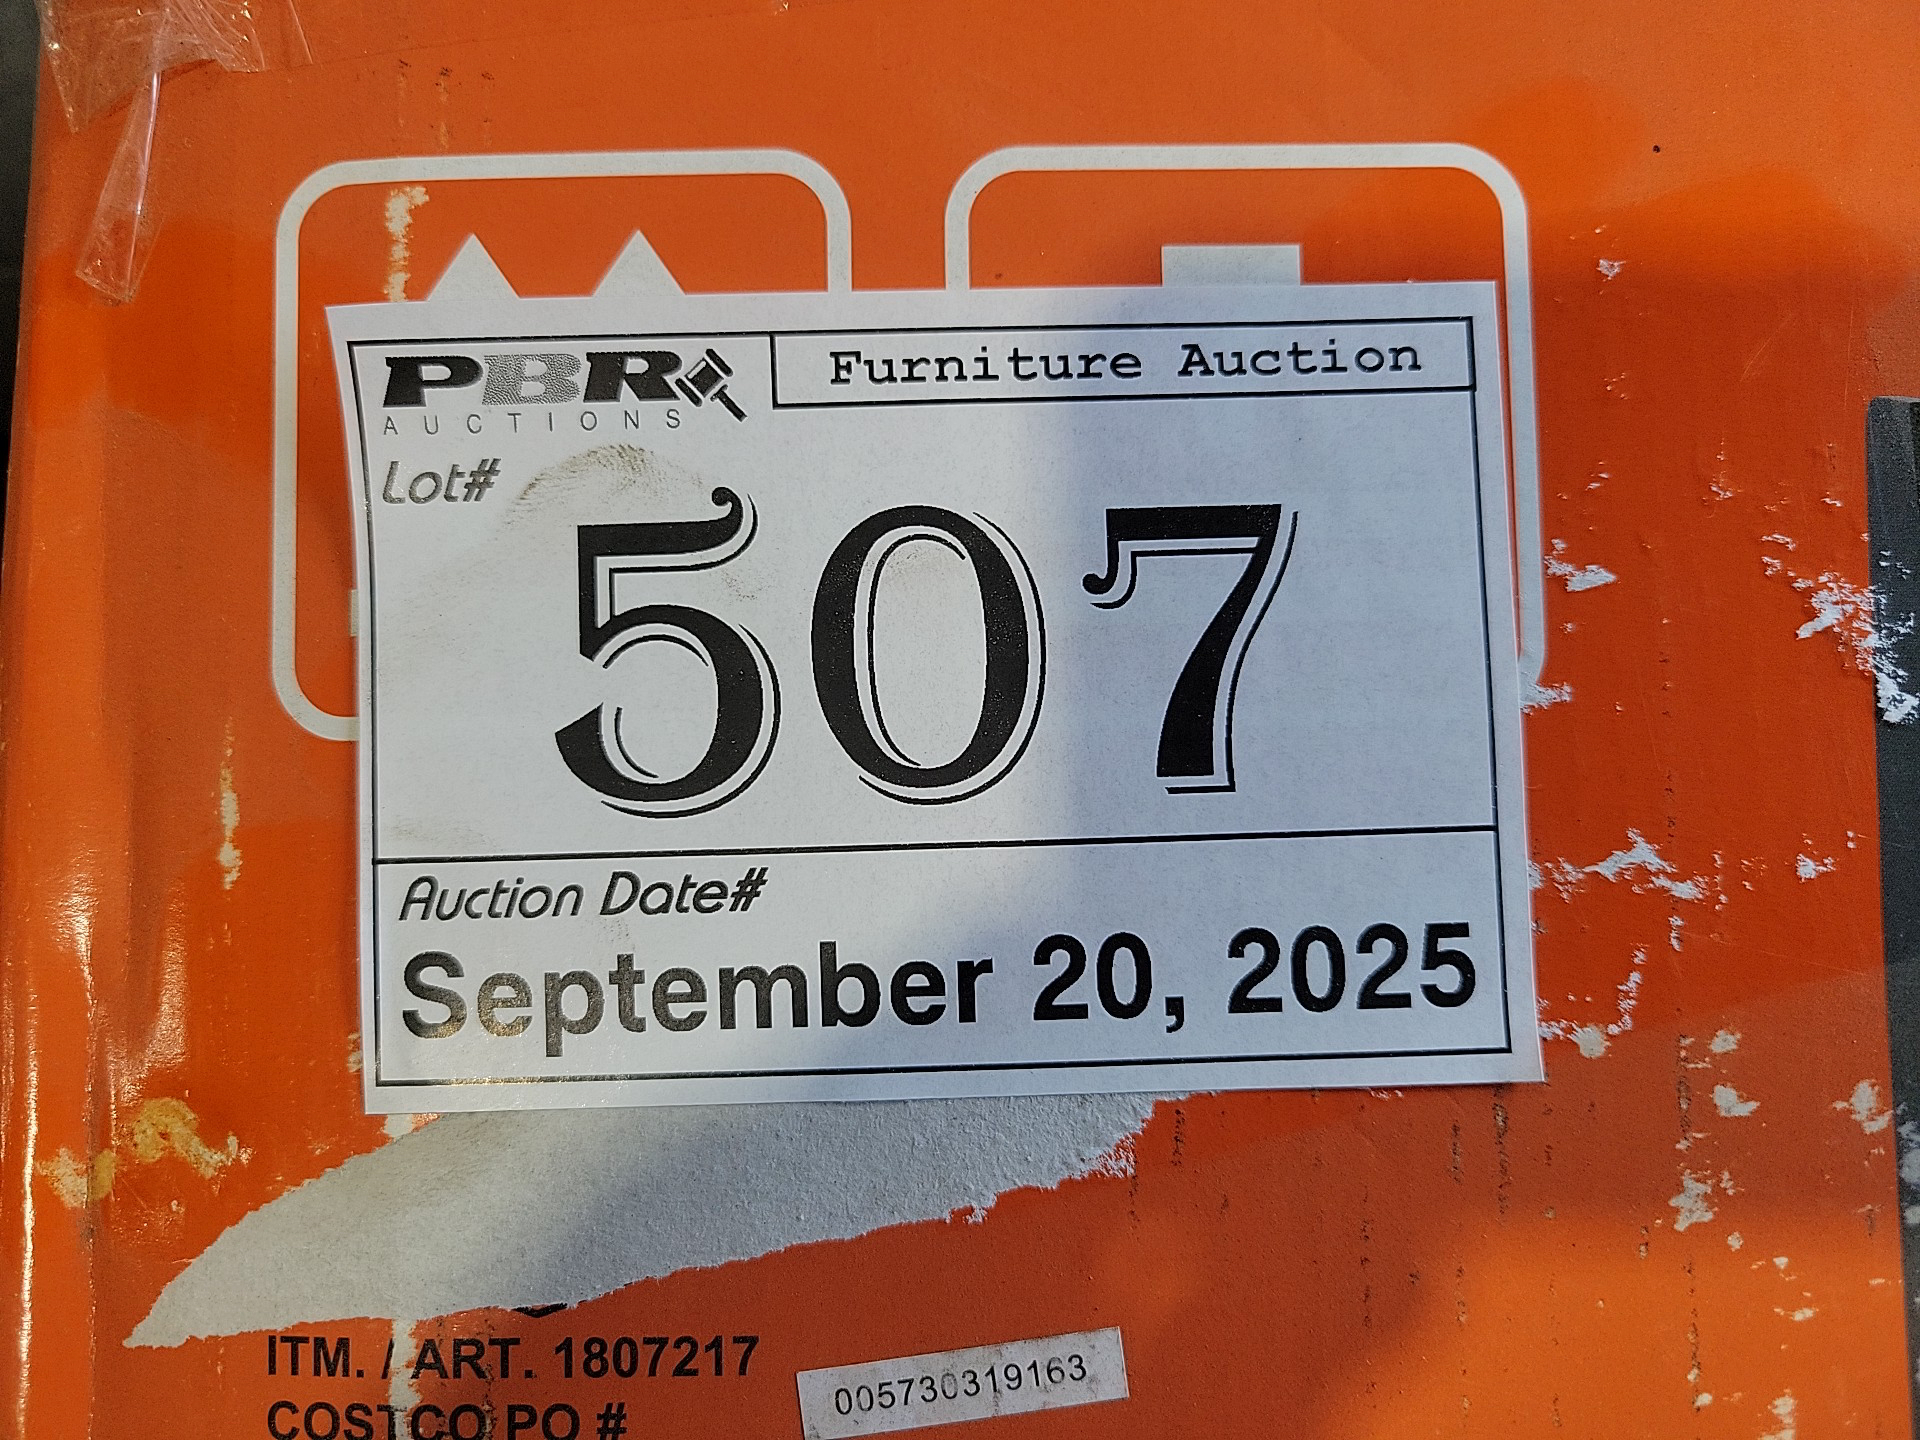 PBR
AUCTIONS
Furniture Auction
Lot#
507
Auction Date#
September 20, 2025
ITM. / ART. 1807217
COSTCO PO #
005730319163